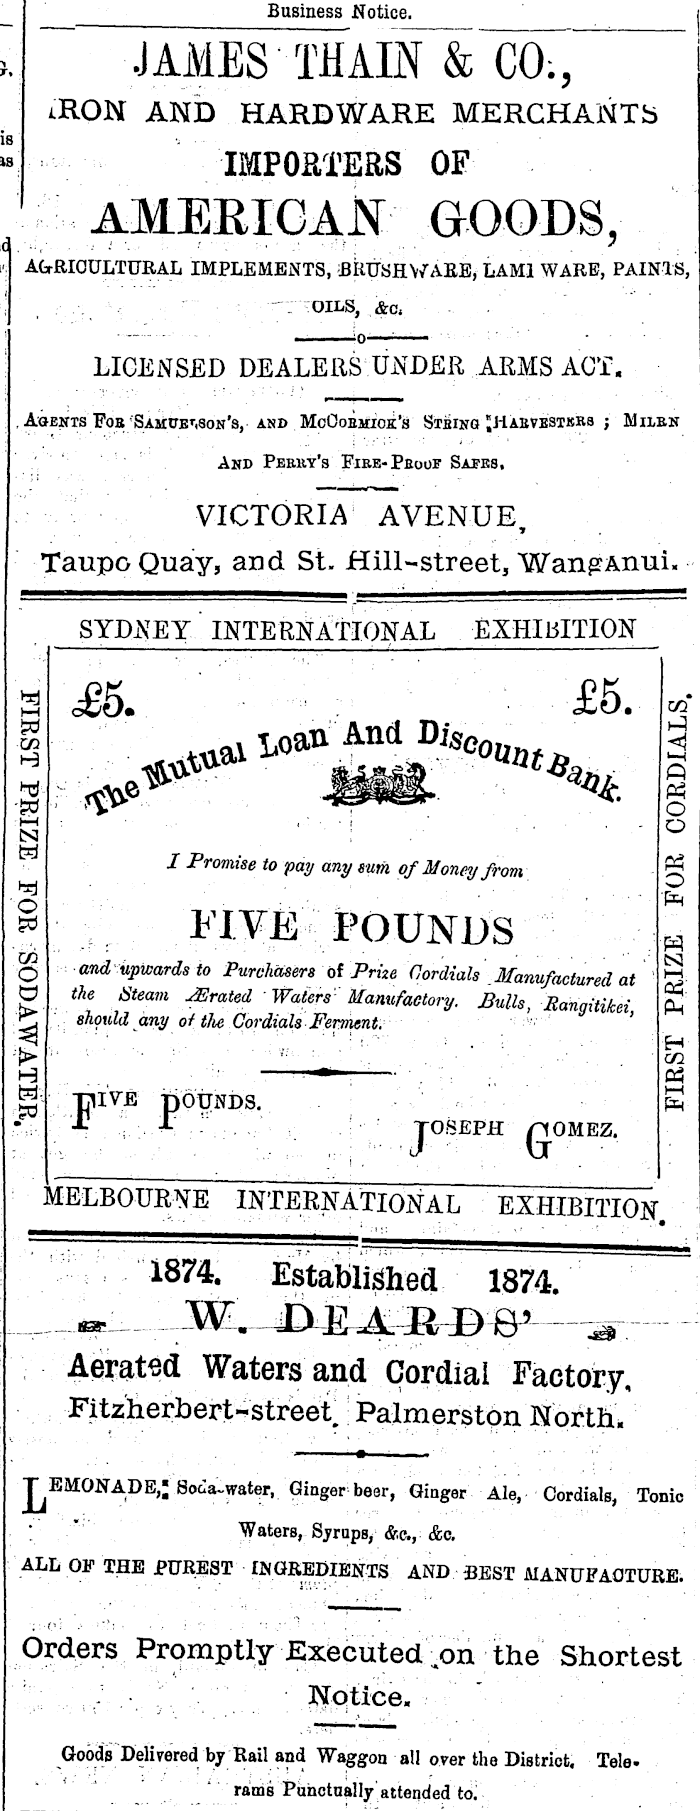 Business Notice.
JAMES THAIN & CO.,
IRON AND HARDWARE MERCHANTS
IMPORTERS OF
AMERICAN GOODS,
AGRICULTURAL IMPLEMENTS, BRUSHWARE, LAMP WARE, PAINTS,
OILS, &c.
LICENSED DEALERS UNDER ARMS ACT.
AGENTS FOR SAMUELSON'S, AND MCCORMICK'S STRING HARVESTERS ; MILEN
AND PERRY'S FIRE-PROOF SAFES.
VICTORIA AVENUE,
Taupo Quay, and St. Hill-street, Wanganui.
SYDNEY INTERNATIONAL EXHIBITION
FIRST PRIZE FOR SODAWATER.
£5. £5.
The Mutual Loan And Discount Bank.
I Promise to pay any sum of Money from
FIVE POUNDS
and upwards to Purchasers of Prize Cordials Manufactured at
the Steam Ærated Waters Manufactory. Bulls, Rangitikei,
should any of the Cordials Ferment.
FIVE POUNDS.
JOSEPH GOMEZ.
FIRST PRIZE FOR CORDIALS.
MELBOURNE INTERNATIONAL EXHIBITION.
1874. Established 1874.
W. DEARDS'
Aerated Waters and Cordial Factory,
Fitzherbert-street, Palmerston North.
LEMONADE, Soda-water, Ginger beer, Ginger Ale, Cordials, Tonic
Waters, Syrups, &c., &c.
ALL OF THE PUREST INGREDIENTS AND BEST MANUFACTURE.
Orders Promptly Executed on the Shortest
Notice.
Goods Delivered by Rail and Waggon all over the District. Tele-
rams Punctually attended to.